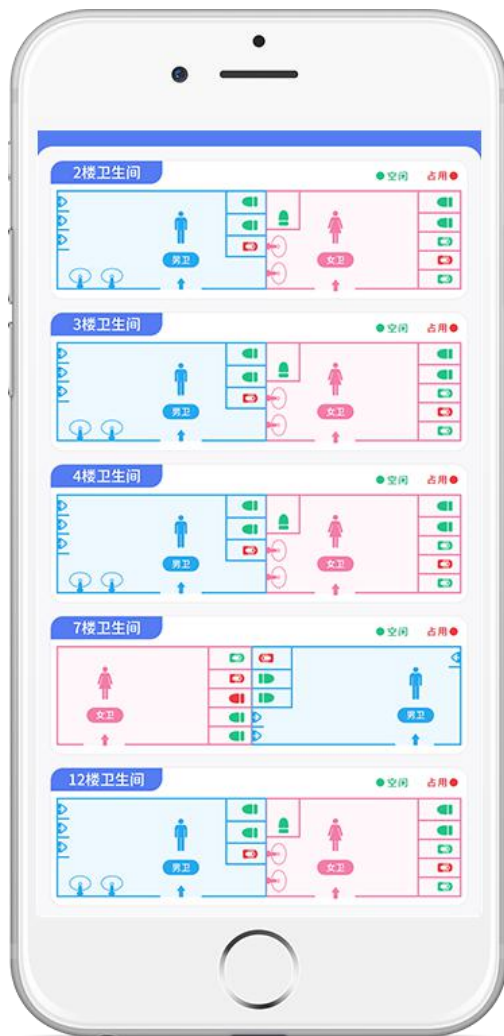 2楼卫生间
空闲 占用
男卫 女卫
3楼卫生间
空闲 占用
男卫 女卫
4楼卫生间
空闲 占用
男卫 女卫
7楼卫生间
空闲 占用
女卫 男卫
12楼卫生间
空闲 占用
男卫 女卫